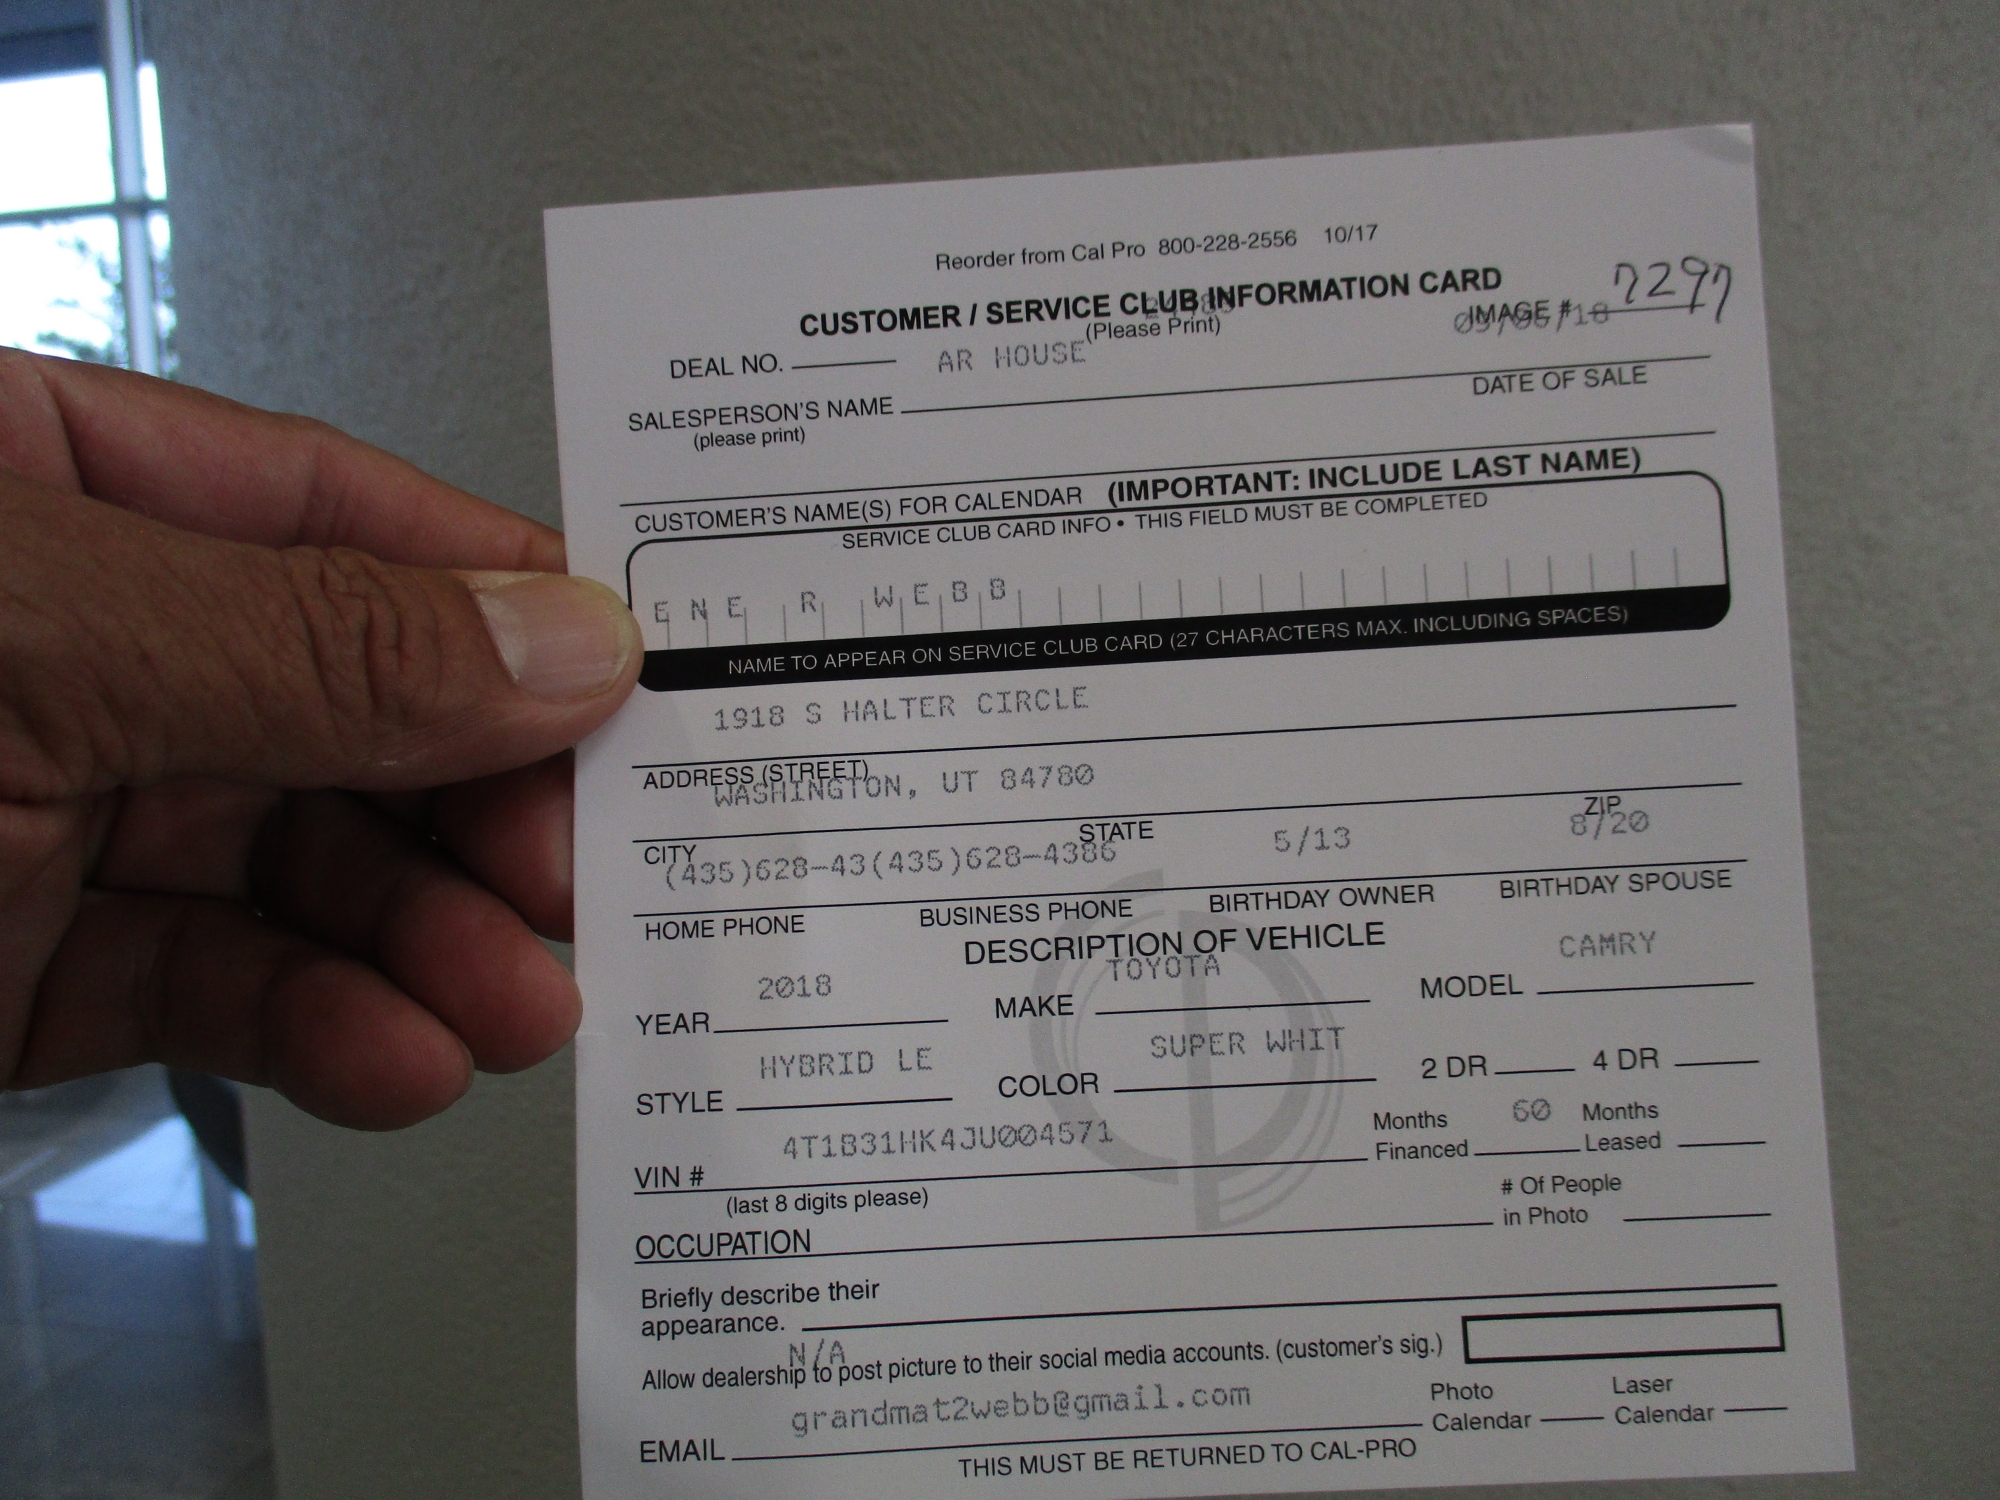 Reorder from Cal Pro 800-228-2556 10/17
CUSTOMER / SERVICE CLUB INFORMATION CARD
(Please Print)
IMAGE # 7297
DEAL NO.
AR HOUSE
DATE OF SALE
SALESPERSON'S NAME
(please print)
CUSTOMER'S NAME(S) FOR CALENDAR (IMPORTANT: INCLUDE LAST NAME)
SERVICE CLUB CARD INFO • THIS FIELD MUST BE COMPLETED
ENE R WEBB
NAME TO APPEAR ON SERVICE CLUB CARD (27 CHARACTERS MAX. INCLUDING SPACES)
1918 S HALTER CIRCLE
ADDRESS (STREET)
WASHINGTON, UT 84780
CITY STATE ZIP
(435)628-43(435)628-4386 5/13 8/20
HOME PHONE BUSINESS PHONE BIRTHDAY OWNER BIRTHDAY SPOUSE
DESCRIPTION OF VEHICLE
2018 TOYOTA CAMRY
YEAR MAKE MODEL
HYBRID LE SUPER WHIT
STYLE COLOR 2 DR 4 DR
4T1B31HK4JU004571 60
VIN # Months Financed Months Leased
(last 8 digits please)
OCCUPATION # Of People in Photo
Briefly describe their
appearance.
N/A
Allow dealership to post picture to their social media accounts. (customer's sig.)
grandmat2webb@gmail.com
EMAIL Photo Calendar Laser Calendar
THIS MUST BE RETURNED TO CAL-PRO